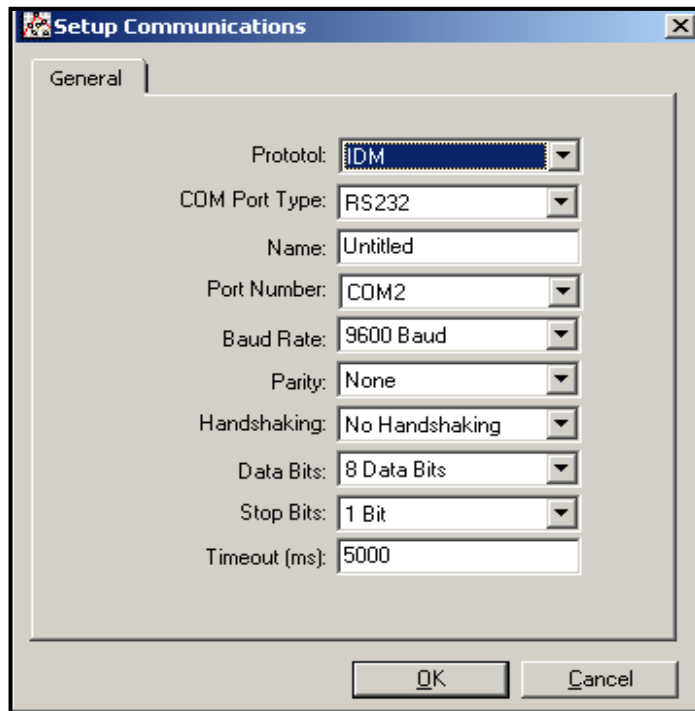 Setup Communications
General
Prototol: IDM
COM Port Type: RS232
Name: Untitled
Port Number: COM2
Baud Rate: 9600 Baud
Parity: None
Handshaking: No Handshaking
Data Bits: 8 Data Bits
Stop Bits: 1 Bit
Timeout (ms): 5000
OK Cancel